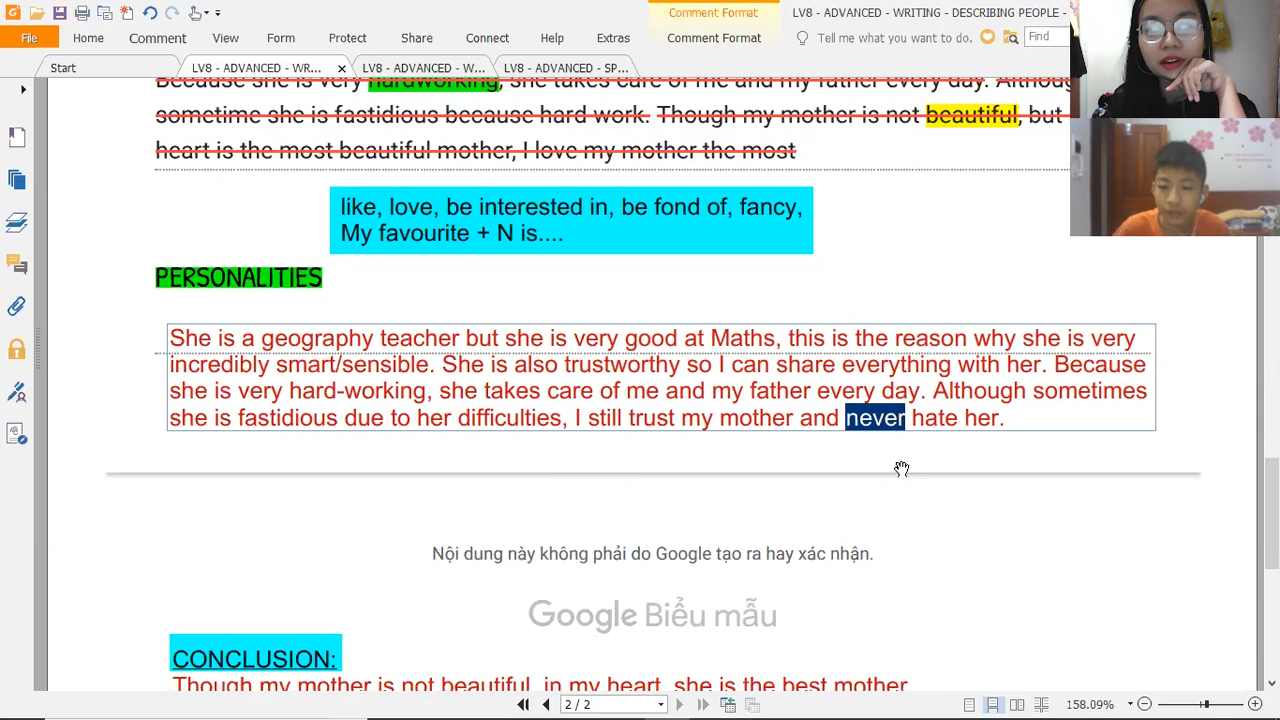 Comment Format
LV8 - ADVANCED - WRITING - DESCRIBING PEOPLE -
File Home Comment View Form Protect Share Connect Help Extras Comment Format Tell me what you want to do. Find
Start LV8 - ADVANCED - WR... LV8 - ADVANCED - W... LV8 - ADVANCED - SP...
Because she is very hardworking, she takes care of me and my father every day. Althou
sometime she is fastidious because hard work. Though my mother is not beautiful, but
heart is the most beautiful mother, I love my mother the most
like, love, be interested in, be fond of, fancy,
My favourite + N is....
PERSONALITIES
She is a geography teacher but she is very good at Maths, this is the reason why she is very
incredibly smart/sensible. She is also trustworthy so I can share everything with her. Because
she is very hard-working, she takes care of me and my father every day. Although sometimes
she is fastidious due to her difficulties, I still trust my mother and never hate her.
Nội dung này không phải do Google tạo ra hay xác nhận.
Google Biểu mẫu
CONCLUSION:
Though my mother is not beautiful, in my heart, she is the best mother
2 / 2
158.09%